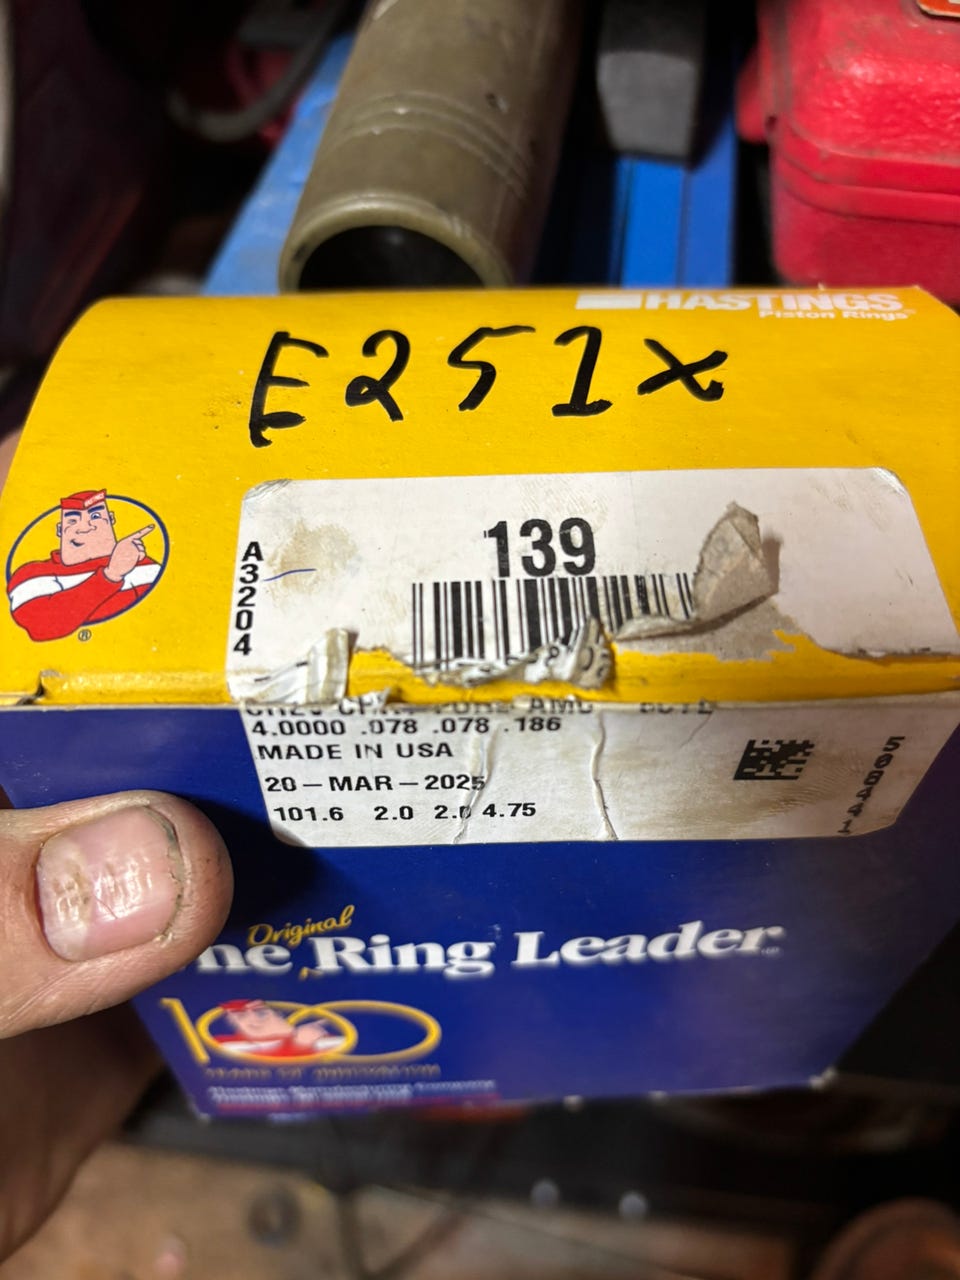 HASTINGS
Piston Rings
E251x
139
A3204
4.0000 .078 .078 .186
MADE IN USA
20-MAR-2025
101.6 2.0 2.0 4.75
Original
Ring Leader
100